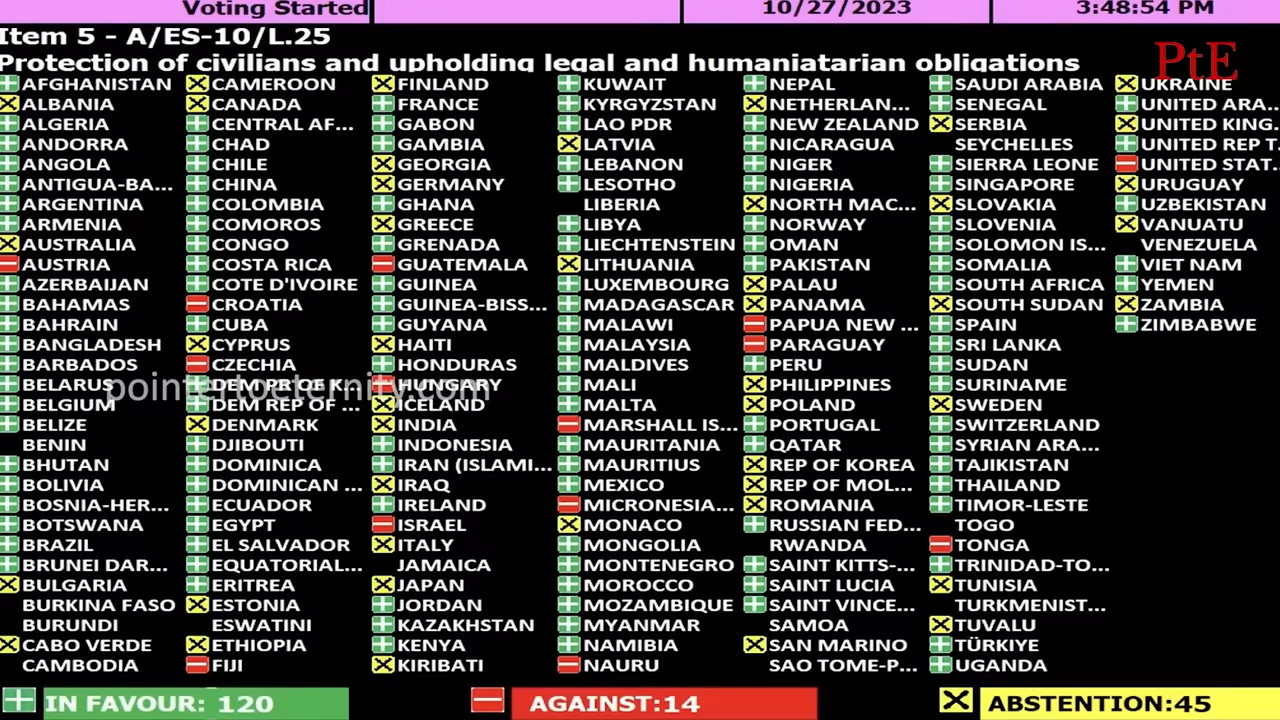 Voting Started 10/27/2023 3:48:54 PM
Item 5 - A/ES-10/L.25
Protection of civilians and upholding legal and humaniatarian obligations
PtE
AFGHANISTAN CAMEROON FINLAND KUWAIT NEPAL SAUDI ARABIA UKRAINE
ALBANIA CANADA FRANCE KYRGYZSTAN NETHERLAN... SENEGAL UNITED ARA...
ALGERIA CENTRAL AF... GABON LAO PDR NEW ZEALAND SERBIA UNITED KING...
ANDORRA CHAD GAMBIA LATVIA NICARAGUA SEYCHELLES UNITED REP T...
ANGOLA CHILE GEORGIA LEBANON NIGER SIERRA LEONE UNITED STAT...
ANTIGUA-BA... CHINA GERMANY LESOTHO NIGERIA SINGAPORE URUGUAY
ARGENTINA COLOMBIA GHANA LIBERIA NORTH MAC... SLOVAKIA UZBEKISTAN
ARMENIA COMOROS GREECE LIBYA NORWAY SLOVENIA VANUATU
AUSTRALIA CONGO GRENADA LIECHTENSTEIN OMAN SOLOMON IS... VENEZUELA
AUSTRIA COSTA RICA GUATEMALA LITHUANIA PAKISTAN SOMALIA VIET NAM
AZERBAIJAN COTE D'IVOIRE GUINEA LUXEMBOURG PALAU SOUTH AFRICA YEMEN
BAHAMAS CROATIA GUINEA-BISS... MADAGASCAR PANAMA SOUTH SUDAN ZAMBIA
BAHRAIN CUBA GUYANA MALAWI PAPUA NEW ... SPAIN ZIMBABWE
BANGLADESH CYPRUS HAITI MALAYSIA PARAGUAY SRI LANKA
BARBADOS CZECHIA HONDURAS MALDIVES PERU SUDAN
BELARUS DEM PR OF K... HUNGARY MALI PHILIPPINES SURINAME
pointertoeternity.com
BELGIUM DEM REP OF ... ICELAND MALTA POLAND SWEDEN
BELIZE DENMARK INDIA MARSHALL IS... PORTUGAL SWITZERLAND
BENIN DJIBOUTI INDONESIA MAURITANIA QATAR SYRIAN ARA...
BHUTAN DOMINICA IRAN (ISLAMI... MAURITIUS REP OF KOREA TAJIKISTAN
BOLIVIA DOMINICAN ... IRAQ MEXICO REP OF MOL... THAILAND
BOSNIA-HER... ECUADOR IRELAND MICRONESIA... ROMANIA TIMOR-LESTE
BOTSWANA EGYPT ISRAEL MONACO RUSSIAN FED... TOGO
BRAZIL EL SALVADOR ITALY MONGOLIA RWANDA TONGA
BRUNEI DAR... EQUATORIAL... JAMAICA MONTENEGRO SAINT KITTS-... TRINIDAD-TO...
BULGARIA ERITREA JAPAN MOROCCO SAINT LUCIA TUNISIA
BURKINA FASO ESTONIA JORDAN MOZAMBIQUE SAINT VINCE... TURKMENIST...
BURUNDI ESWATINI KAZAKHSTAN MYANMAR SAMOA TUVALU
CABO VERDE ETHIOPIA KENYA NAMIBIA SAN MARINO TÜRKIYE
CAMBODIA FIJI KIRIBATI NAURU SAO TOME-P... UGANDA
IN FAVOUR: 120 AGAINST:14 ABSTENTION:45